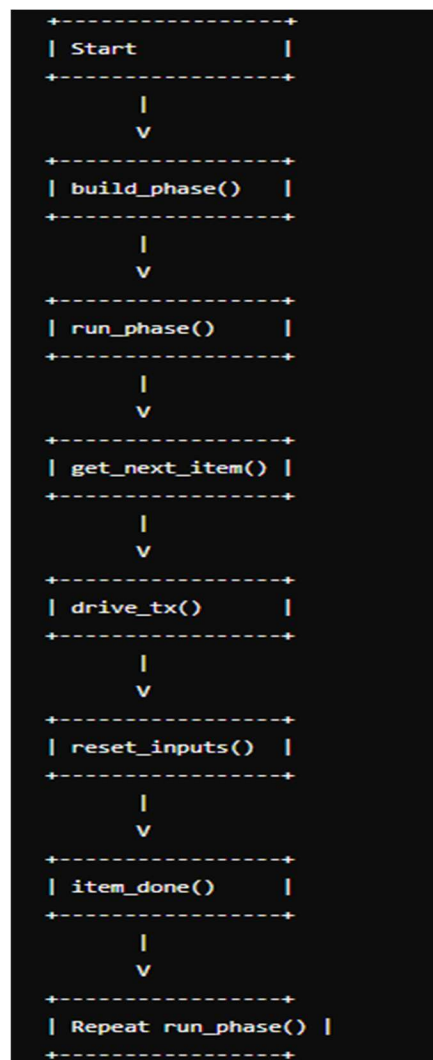 +-----------------+
| Start           |
+-----------------+
        |
        v
+-----------------+
| build_phase()   |
+-----------------+
        |
        v
+-----------------+
| run_phase()     |
+-----------------+
        |
        v
+-----------------+
| get_next_item() |
+-----------------+
        |
        v
+-----------------+
| drive_tx()      |
+-----------------+
        |
        v
+-----------------+
| reset_inputs()  |
+-----------------+
        |
        v
+-----------------+
| item_done()     |
+-----------------+
        |
        v
+-----------------+
| Repeat run_phase() |
+-----------------+